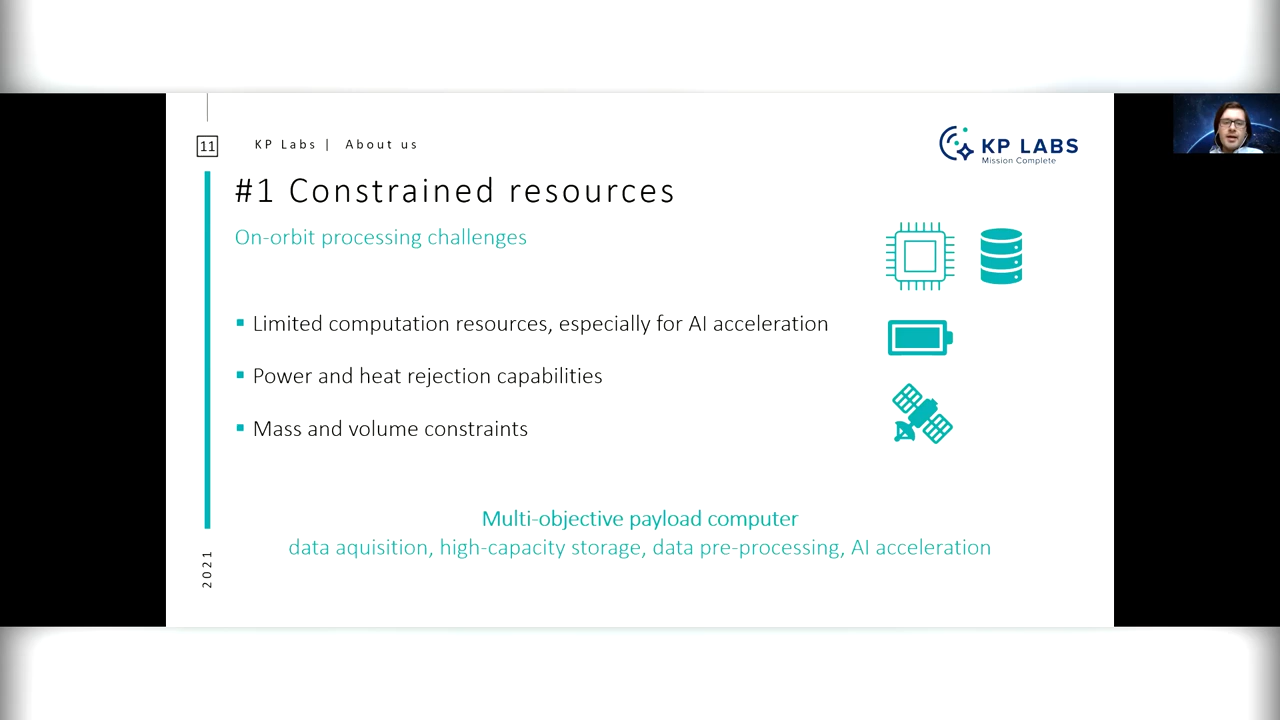 11
KP Labs | About us
KP LABS
Mission Complete
#1 Constrained resources
On-orbit processing challenges
▪ Limited computation resources, especially for AI acceleration
▪ Power and heat rejection capabilities
▪ Mass and volume constraints
Multi-objective payload computer
data aquisition, high-capacity storage, data pre-processing, AI acceleration
2021